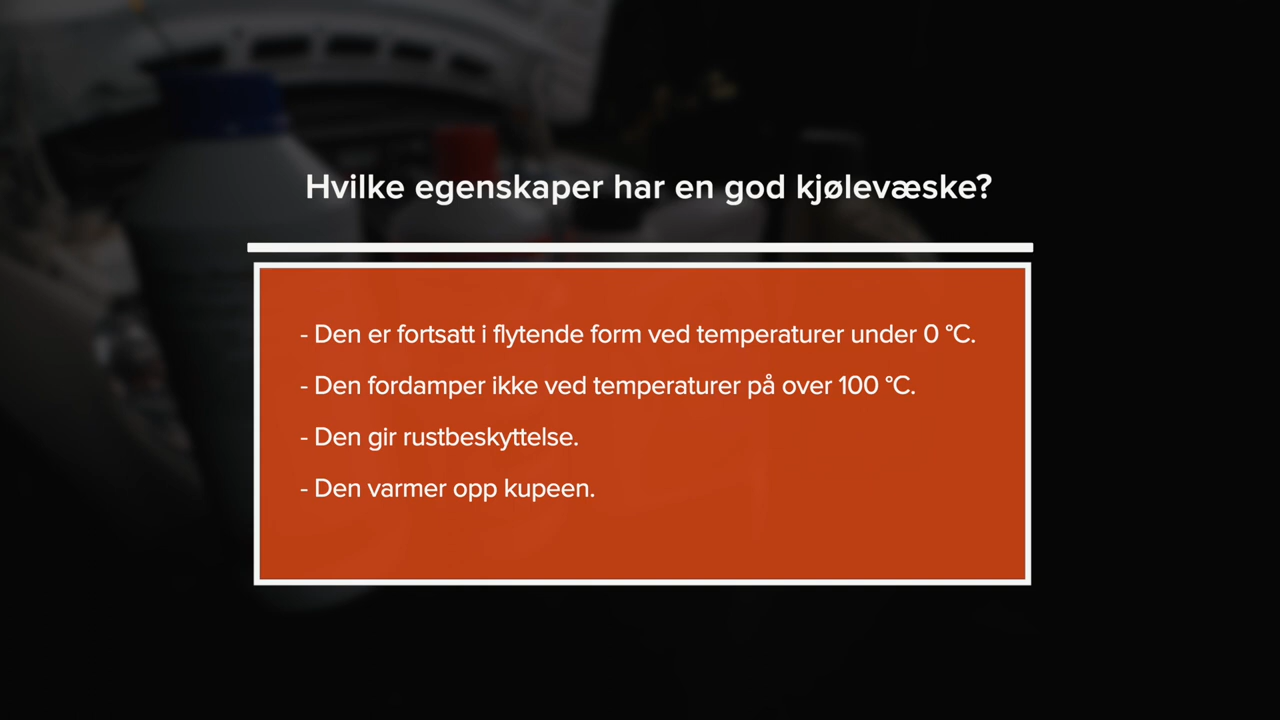 Hvilke egenskaper har en god kjølevæske?
- Den er fortsatt i flytende form ved temperaturer under 0 °C.
- Den fordamper ikke ved temperaturer på over 100 °C.
- Den gir rustbeskyttelse.
- Den varmer opp kupeen.